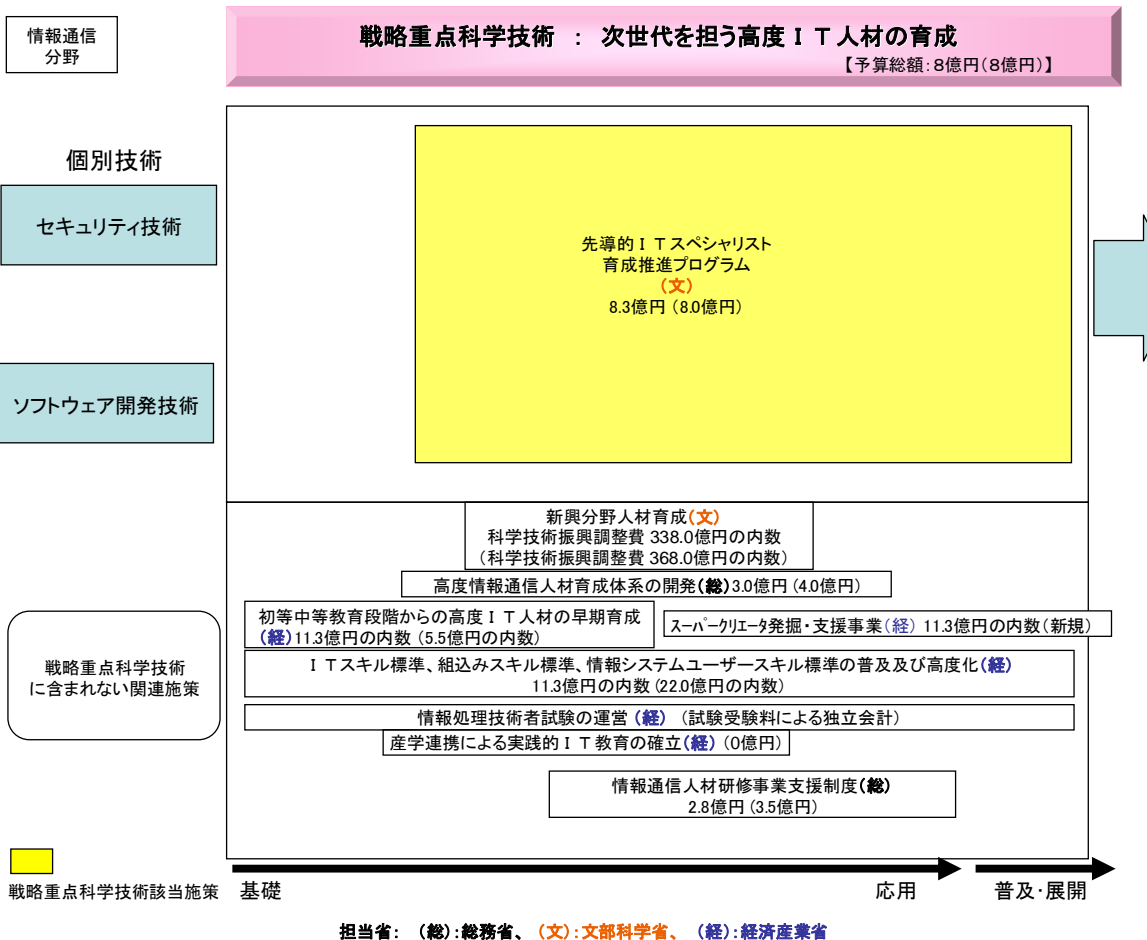 情報通信
分野
戦略重点科学技術 : 次世代を担う高度ＩＴ人材の育成
【予算総額:8億円(8億円)】
個別技術
セキュリティ技術
ソフトウェア開発技術
先導的ＩＴスペシャリスト
育成推進プログラム
(文)
8.3億円 (8.0億円)
新興分野人材育成(文)
科学技術振興調整費 338.0億円の内数
(科学技術振興調整費 368.0億円の内数)
高度情報通信人材育成体系の開発(総)3.0億円 (4.0億円)
初等中等教育段階からの高度ＩＴ人材の早期育成
(経)11.3億円の内数 (5.5億円の内数)
スーパークリエータ発掘・支援事業(経) 11.3億円の内数(新規)
ＩＴスキル標準、組込みスキル標準、情報システムユーザースキル標準の普及及び高度化(経)
11.3億円の内数 (22.0億円の内数)
情報処理技術者試験の運営 (経) (試験受験料による独立会計)
産学連携による実践的ＩＴ教育の確立(経) (0億円)
情報通信人材研修事業支援制度(総)
2.8億円 (3.5億円)
戦略重点科学技術
に含まれない関連施策
戦略重点科学技術該当施策
基礎
応用
普及・展開
担当省: (総):総務省、 (文):文部科学省、 (経):経済産業省